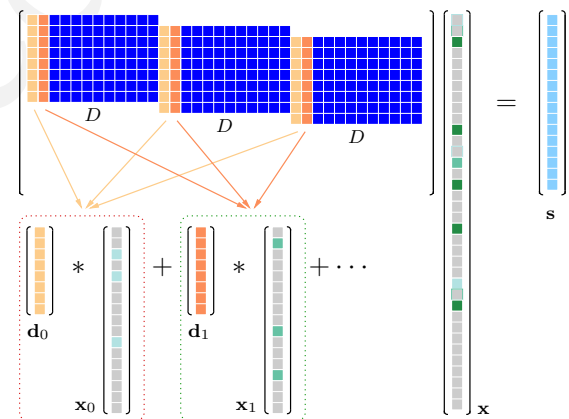 D D D
=
s
* + * + ···
d₀ d₁
x₀ x₁ x